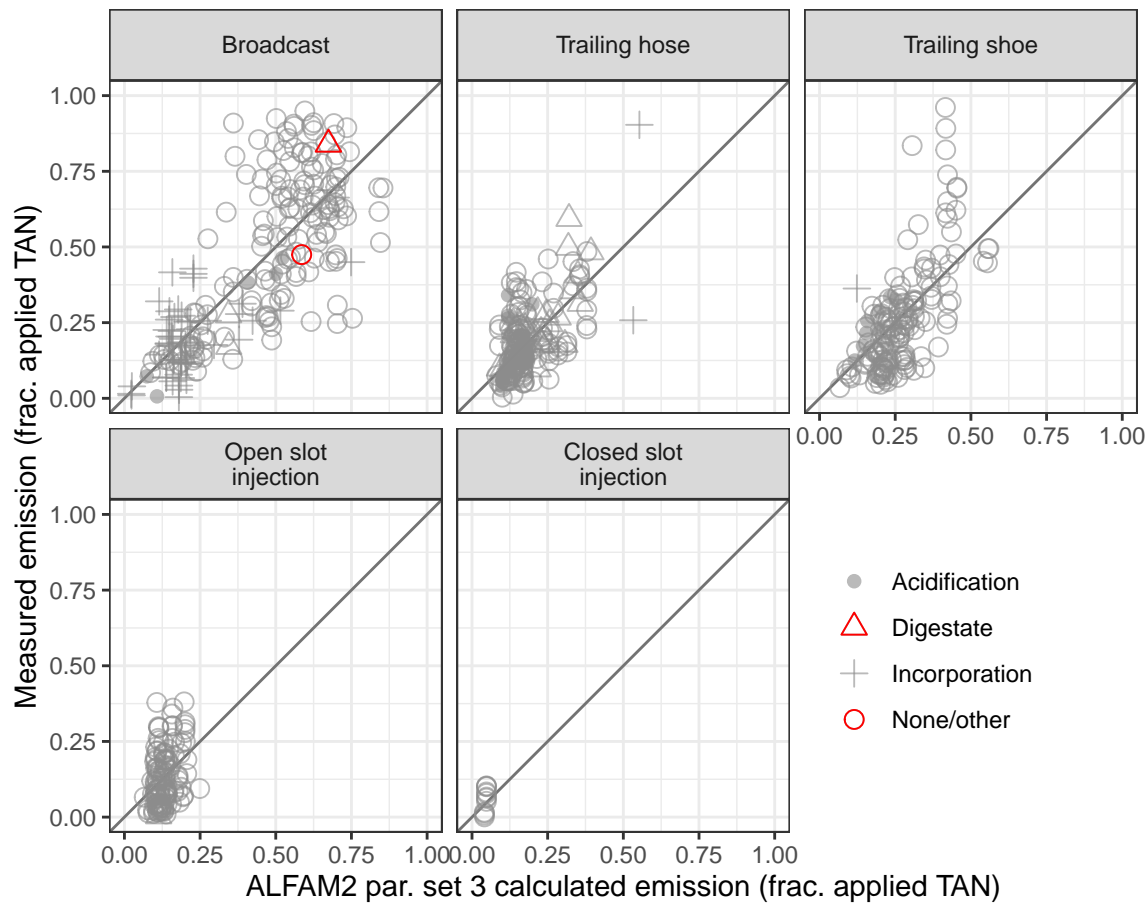 Broadcast
Trailing hose
Trailing shoe
1.00
0.75
0.50
0.25
0.00
0.00 0.25 0.50 0.75 1.00
Open slot
injection
Closed slot
injection
1.00
0.75
0.50
0.25
0.00
0.00 0.25 0.50 0.75 1.00
0.00 0.25 0.50 0.75 1.00
Measured emission (frac. applied TAN)
ALFAM2 par. set 3 calculated emission (frac. applied TAN)
Acidification
Digestate
Incorporation
None/other